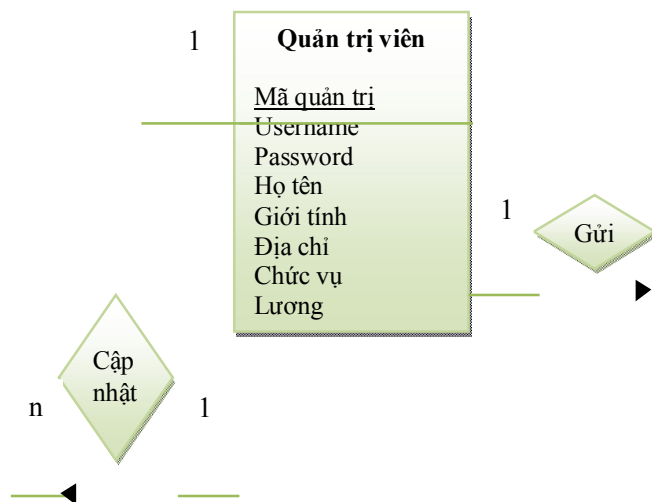 1
Quản trị viên
Mã quản trị
Username
Password
Họ tên
Giới tính
Địa chỉ
Chức vụ
Lương
1
Gửi
Cập
nhật
n
1